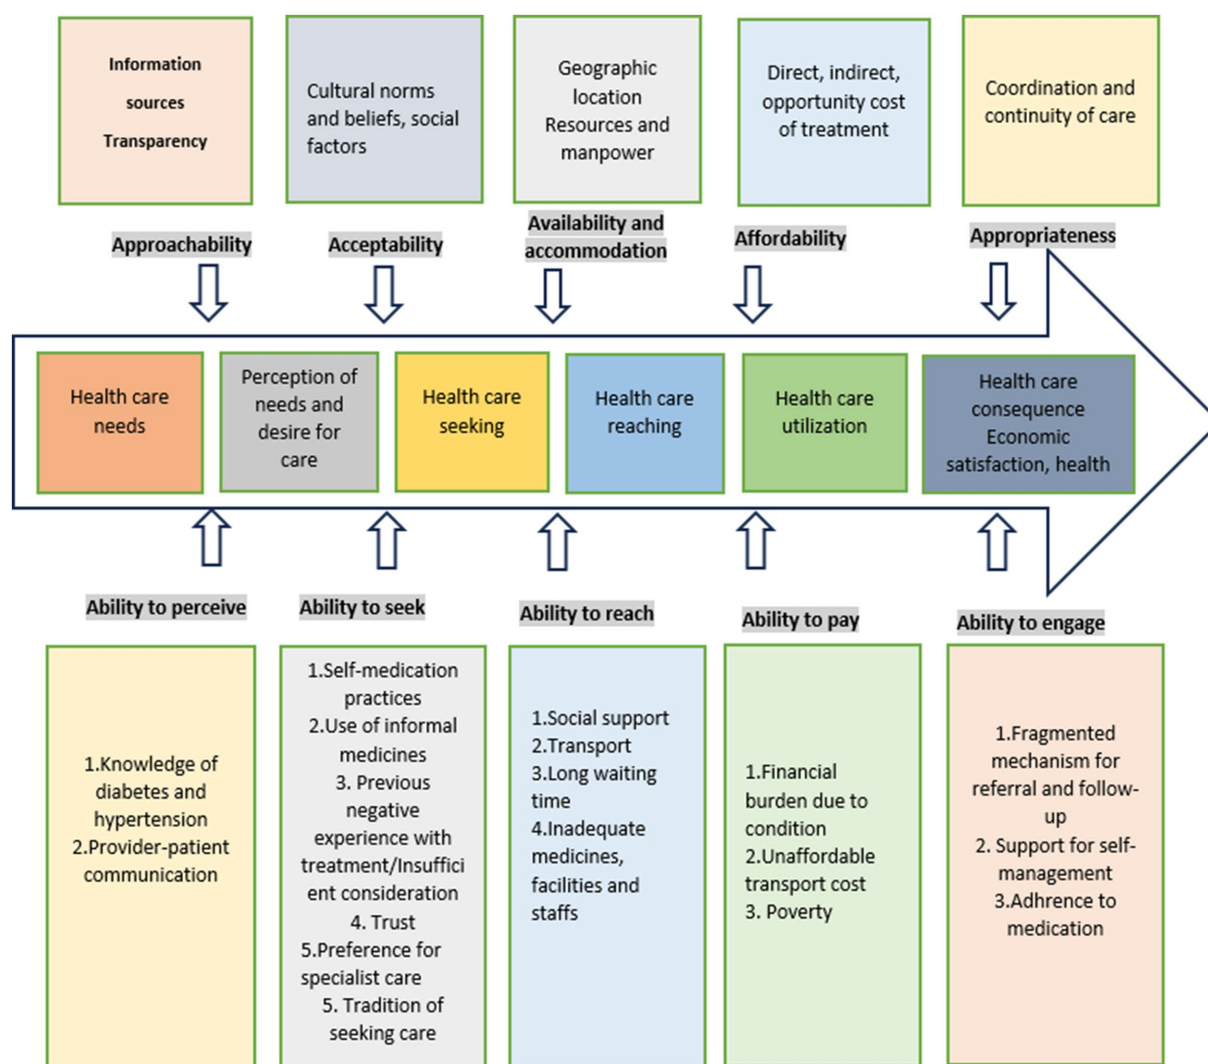 Information
sources
Transparency
Cultural norms
and beliefs, social
factors
Geographic
location
Resources and
manpower
Direct, indirect,
opportunity cost
of treatment
Coordination and
continuity of care
Approachability
Acceptability
Availability and
accommodation
Affordability
Appropriateness
Health care
needs
Perception of
needs and
desire for
care
Health care
seeking
Health care
reaching
Health care
utilization
Health care
consequence
Economic
satisfaction, health
Ability to perceive
Ability to seek
Ability to reach
Ability to pay
Ability to engage
1.Knowledge of
diabetes and
hypertension
2.Provider-patient
communication
1.Self-medication
practices
2.Use of informal
medicines
3. Previous
negative
experience with
treatment/Insuffici
ent consideration
4. Trust
5.Preference for
specialist care
5. Tradition of
seeking care
1.Social support
2.Transport
3.Long waiting
time
4.Inadequate
medicines,
facilities and
staffs
1.Financial
burden due to
condition
2.Unaffordable
transport cost
3. Poverty
1.Fragmented
mechanism for
referral and follow-
up
2. Support for self-
management
3.Adhrence to
medication